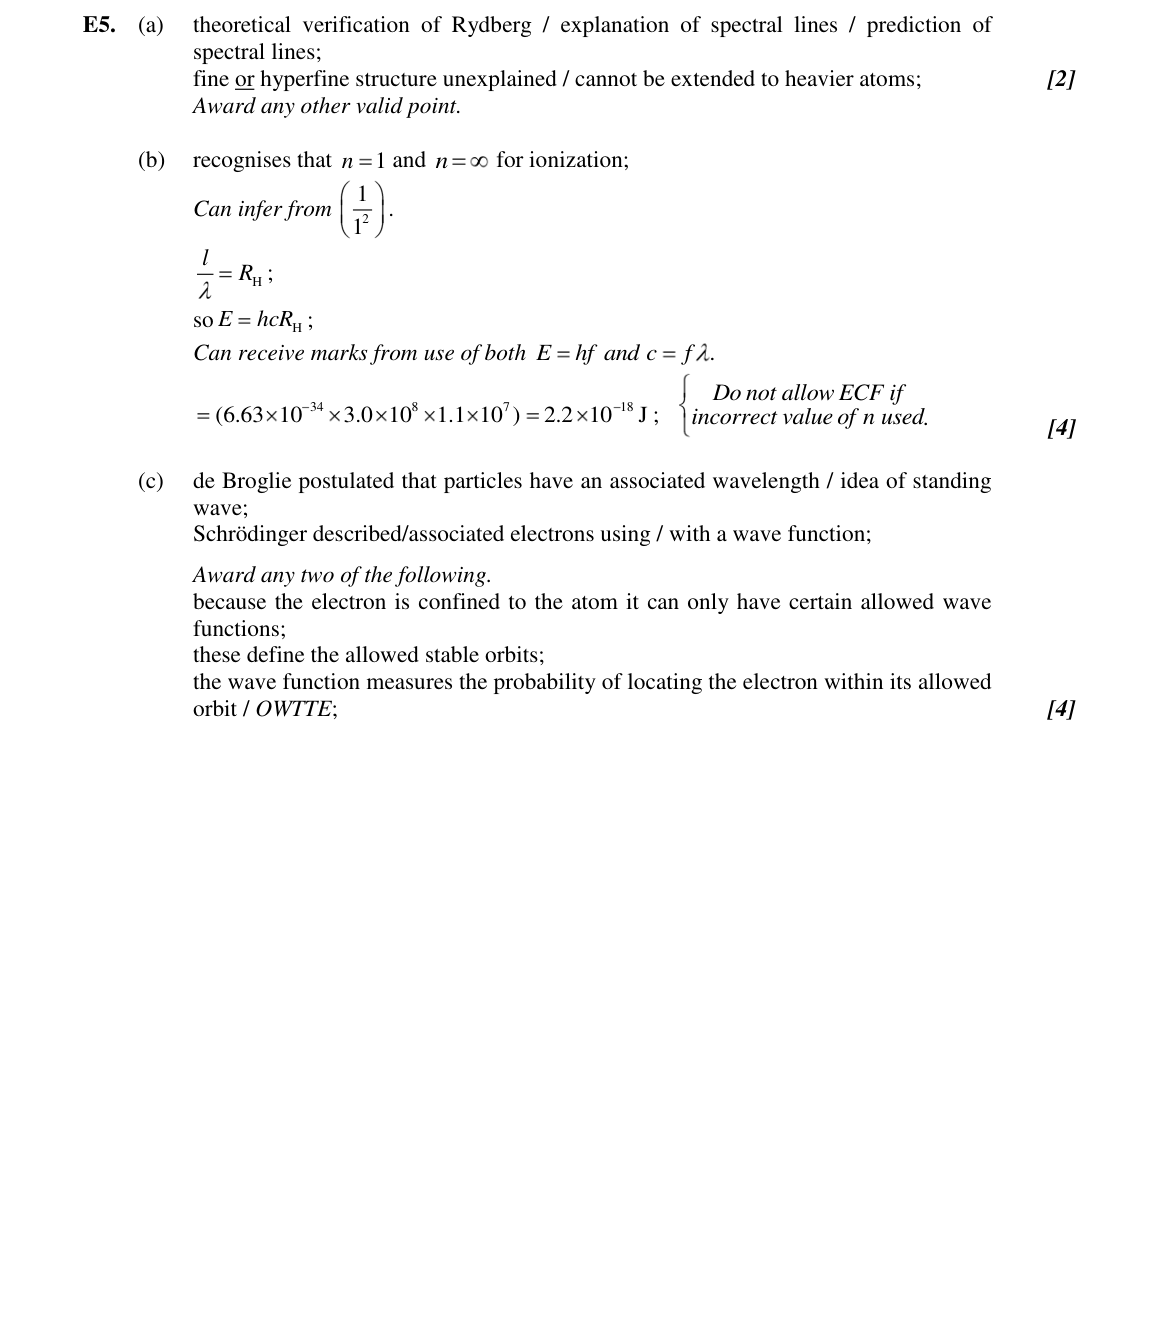 E5. (a) theoretical verification of Rydberg / explanation of spectral lines / prediction of
spectral lines;
fine or hyperfine structure unexplained / cannot be extended to heavier atoms; [2]
Award any other valid point.
(b) recognises that n = 1 and n = ∞ for ionization;
Can infer from (1/1²).
l/λ = R_H ;
so E = hcR_H ;
Can receive marks from use of both E = hf and c = fλ.
= (6.63×10⁻³⁴ ×3.0×10⁸ ×1.1×10⁷) = 2.2×10⁻¹⁸ J ; { Do not allow ECF if
incorrect value of n used.
[4]
(c) de Broglie postulated that particles have an associated wavelength / idea of standing
wave;
Schrödinger described/associated electrons using / with a wave function;
Award any two of the following.
because the electron is confined to the atom it can only have certain allowed wave
functions;
these define the allowed stable orbits;
the wave function measures the probability of locating the electron within its allowed
orbit / OWTTE; [4]